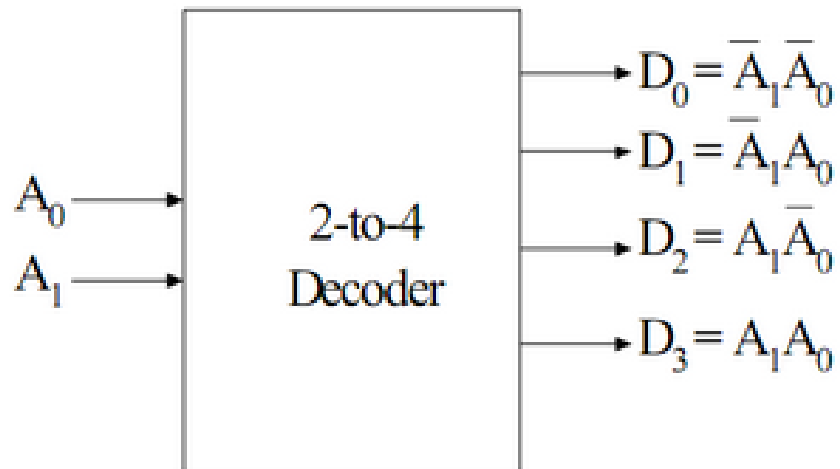 D₀ = A̅₁A̅₀
D₁ = A̅₁A₀
A₀
2-to-4
D₂ = A₁A̅₀
A₁
Decoder
D₃ = A₁A₀